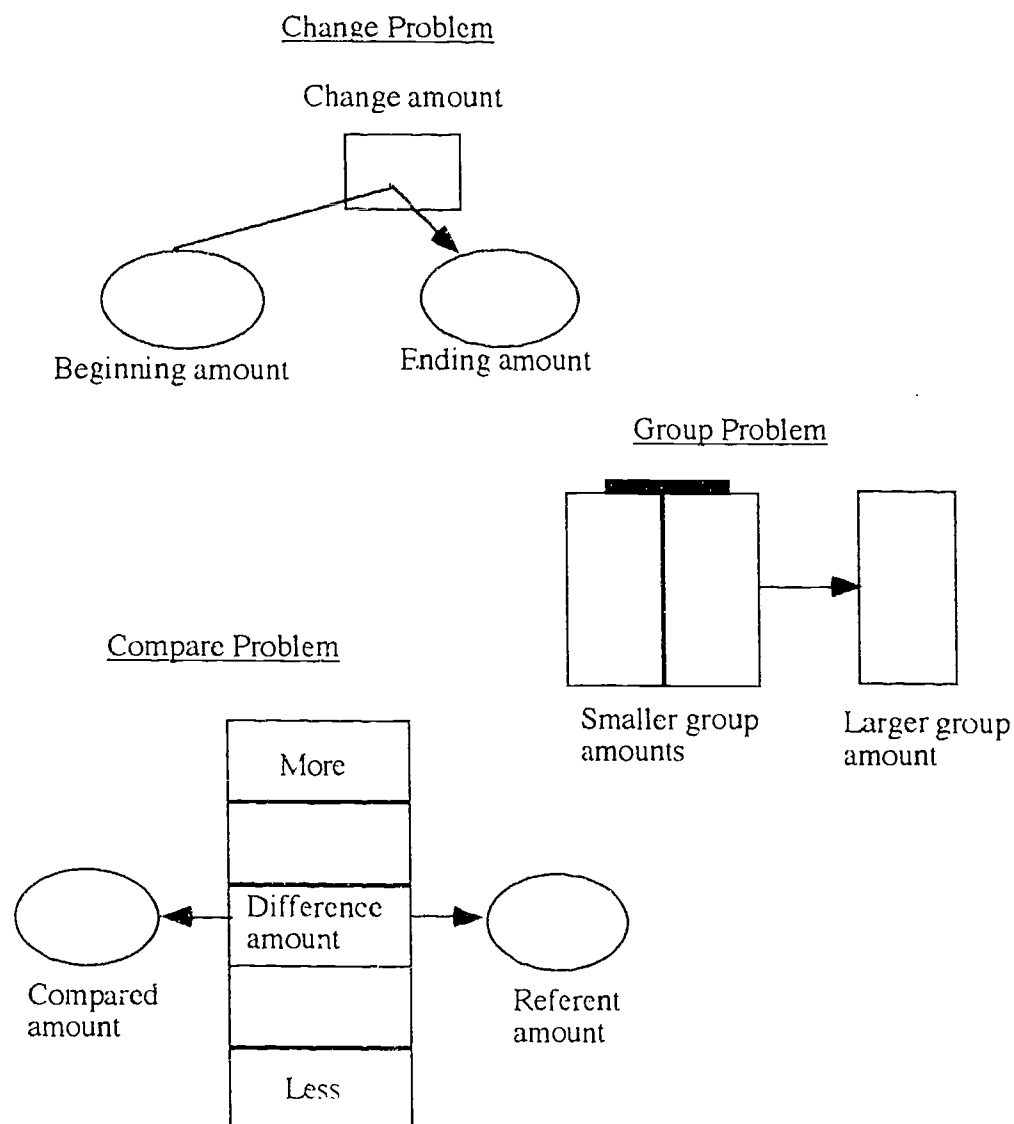 Change Problem
Change amount
Beginning amount
Ending amount
Group Problem
Smaller group
amounts
Larger group
amount
Compare Problem
More
Difference
amount
Compared
amount
Referent
amount
Less